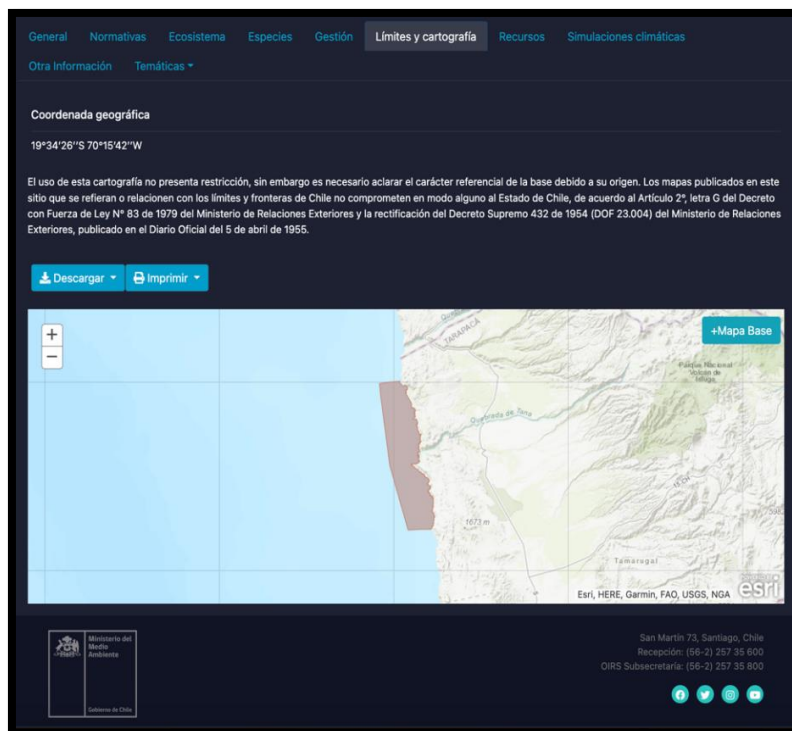 General Normativas Ecosistema Especies Gestión Límites y cartografía Recursos Simulaciones climáticas
Otra Información Temáticas
Coordenada geográfica
19°34'26''S 70°15'42''W
El uso de esta cartografía no presenta restricción, sin embargo es necesario aclarar el carácter referencial de la base debido a su origen. Los mapas publicados en este
sitio que se refieran o relacionen con los límites y fronteras de Chile no comprometen en modo alguno al Estado de Chile, de acuerdo al Artículo 2º, letra G del Decreto
con Fuerza de Ley N° 83 de 1979 del Ministerio de Relaciones Exteriores y la rectificación del Decreto Supremo 432 de 1954 (DOF 23.004) del Ministerio de Relaciones
Exteriores, publicado en el Diario Oficial del 5 de abril de 1955.
Descargar Imprimir
+
−
+Mapa Base
TARAPACÁ
Parque Nacional
Volcán de
Isluga
Quebrada de Tana
15 CH
1673 m
Tamarugal
Esri, HERE, Garmin, FAO, USGS, NGA
esri
Ministerio del
Medio
Ambiente
Gobierno de Chile
San Martín 73, Santiago, Chile
Recepción: (56-2) 257 35 600
OIRS Subsecretaría: (56-2) 257 35 800